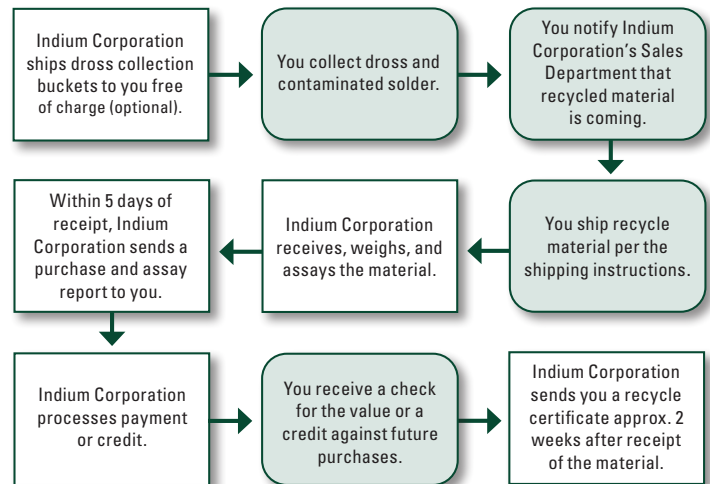 Indium Corporation
ships dross collection
buckets to you free
of charge (optional).
You collect dross and
contaminated solder.
You notify Indium
Corporation's Sales
Department that
recycled material
is coming.
You ship recycle
material per the
shipping instructions.
Indium Corporation
receives, weighs, and
assays the material.
Within 5 days of
receipt, Indium
Corporation sends a
purchase and assay
report to you.
Indium Corporation
processes payment
or credit.
You receive a check
for the value or a
credit against future
purchases.
Indium Corporation
sends you a recycle
certificate approx. 2
weeks after receipt
of the material.